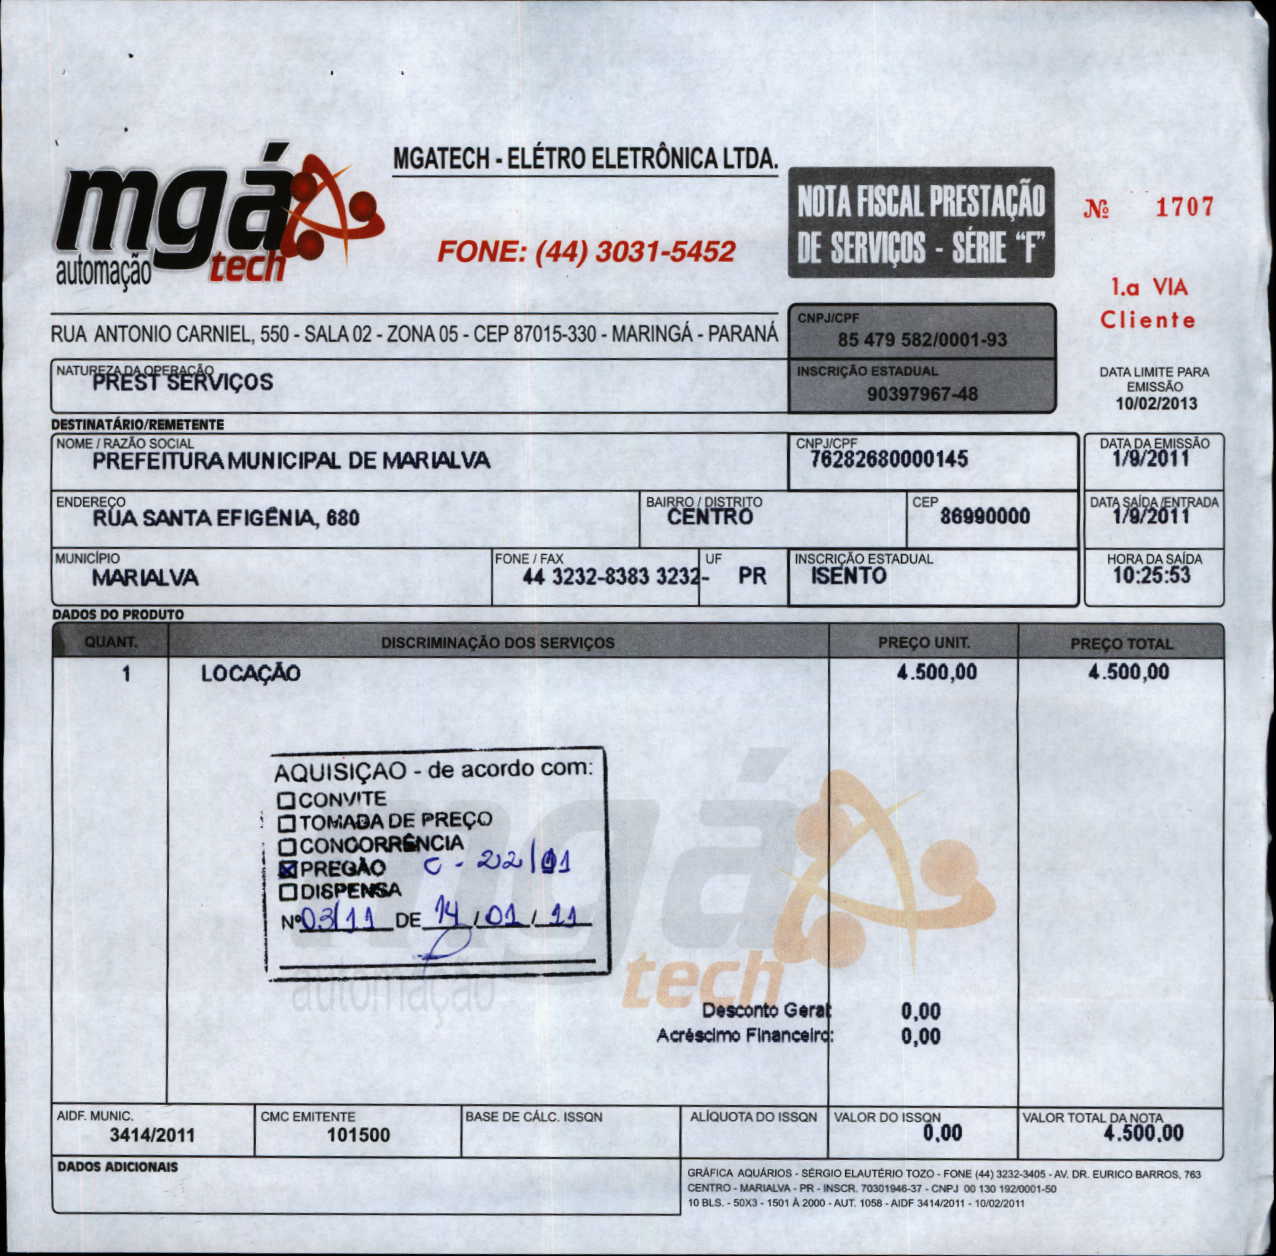 mgá
automação
tech
MGATECH - ELÉTRO ELETRÔNICA LTDA.
FONE: (44) 3031-5452
NOTA FISCAL PRESTAÇÃO
DE SERVIÇOS - SÉRIE “F”
Nº 1707
1.a VIA
Cliente
RUA ANTONIO CARNIEL, 550 - SALA 02 - ZONA 05 - CEP 87015-330 - MARINGÁ - PARANÁ
CNPJ/CPF
85 479 582/0001-93
NATUREZA DA OPERAÇÃO
PREST SERVIÇOS
INSCRIÇÃO ESTADUAL
90397967-48
DATA LIMITE PARA
EMISSÃO
10/02/2013
DESTINATÁRIO/REMETENTE
NOME / RAZÃO SOCIAL
PREFEITURA MUNICIPAL DE MARIALVA
CNPJ/CPF
76282680000145
DATA DA EMISSÃO
1/9/2011
ENDEREÇO
RUA SANTA EFIGÊNIA, 680
BAIRRO / DISTRITO
CENTRO
CEP
86990000
DATA SAÍDA/ENTRADA
1/9/2011
MUNICÍPIO
MARIALVA
FONE / FAX
44 3232-8383 3232-
UF
PR
INSCRIÇÃO ESTADUAL
ISENTO
HORA DA SAÍDA
10:25:53
DADOS DO PRODUTO
QUANT. DISCRIMINAÇÃO DOS SERVIÇOS PREÇO UNIT. PREÇO TOTAL
1 LOCAÇÃO 4.500,00 4.500,00
AQUISIÇAO - de acordo com:
CONVITE
TOMADA DE PREÇO
CONCORRÊNCIA
PREGÃO C - 22/01
DISPENSA
Nº 03/11 DE 14/01/11
mgá
automação
tech
Desconto Geral 0,00
Acréscimo Financeiro: 0,00
AIDF. MUNIC.
3414/2011
CMC EMITENTE
101500
BASE DE CÁLC. ISSQN
ALÍQUOTA DO ISSQN
VALOR DO ISSQN
0,00
VALOR TOTAL DA NOTA
4.500,00
DADOS ADICIONAIS
GRÁFICA AQUÁRIOS - SÉRGIO ELAUTÉRIO TOZO - FONE (44) 3232-3405 - AV. DR. EURICO BARROS, 763
CENTRO - MARIALVA - PR - INSCR. 70301946-37 - CNPJ 00 130 192/0001-50
10 BLS. - 50X3 - 1501 À 2000 - AUT. 1058 - AIDF 3414/2011 - 10/02/2011